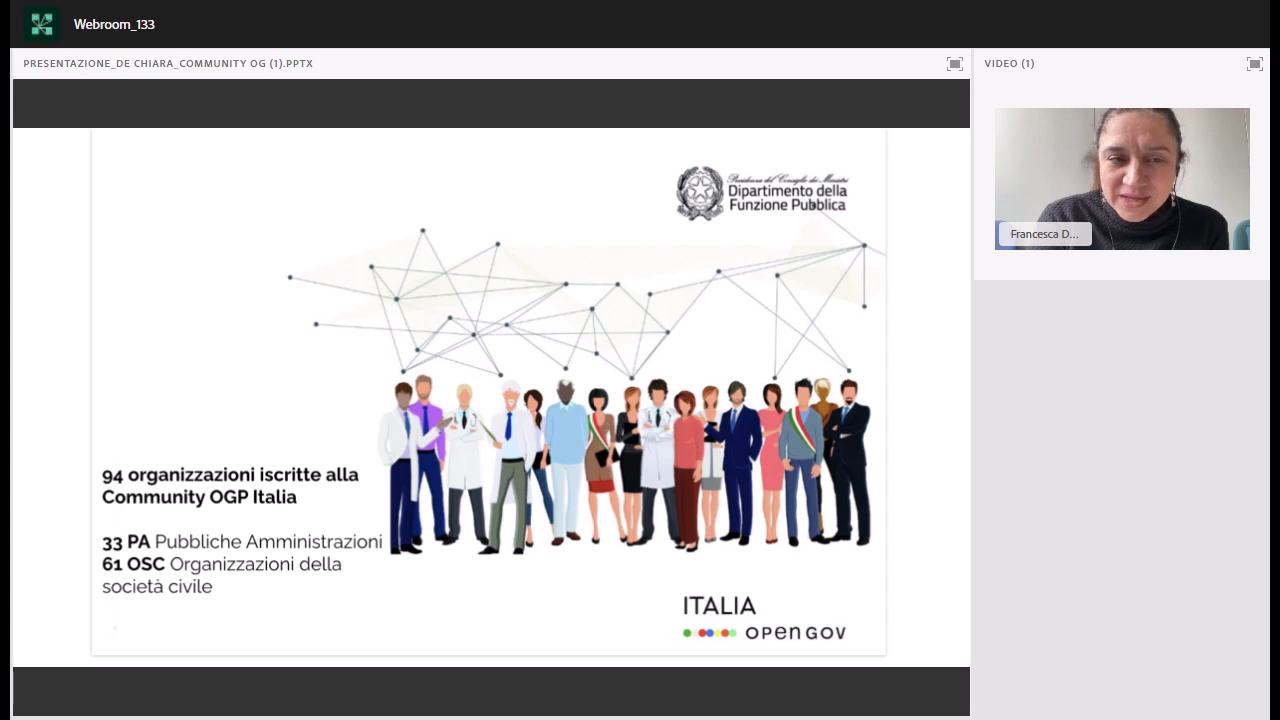 Webroom_133
PRESENTAZIONE_DE CHIARA_COMMUNITY OG (1).PPTX
VIDEO (1)
Francesca D...
Presidenza del Consiglio dei Ministri
Dipartimento della
Funzione Pubblica
94 organizzazioni iscritte alla
Community OGP Italia
33 PA Pubbliche Amministrazioni
61 OSC Organizzazioni della
società civile
ITALIA
OPEN GOV